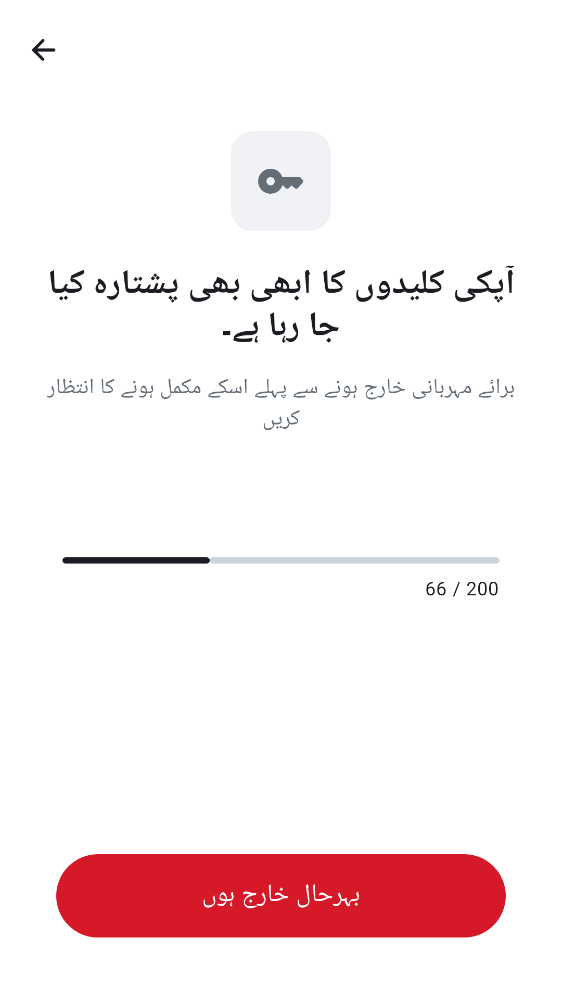 آپکی کلیدوں کا ابھی بھی پشتارہ کیا
جا رہا ہے۔
برائے مہربانی خارج ہونے سے پہلے اسکے مکمل ہونے کا انتظار
کریں
66 / 200
بہرحال خارج ہوں